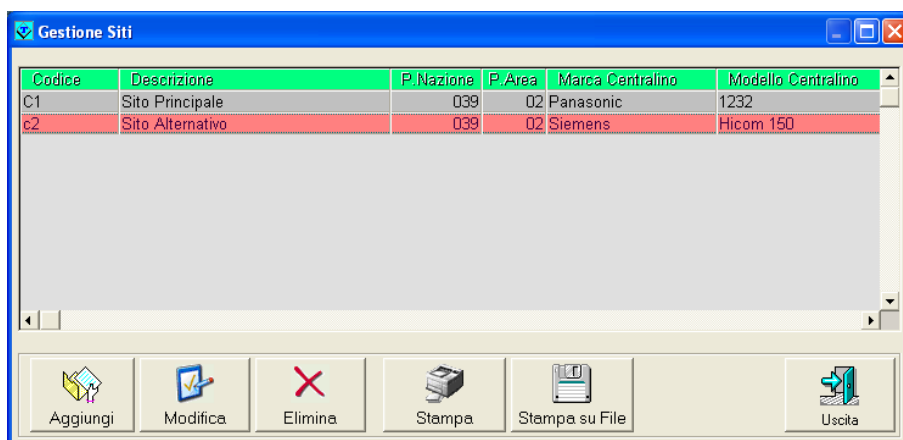 Gestione Siti
Codice Descrizione P.Nazione P.Area Marca Centralino Modello Centralino
C1 Sito Principale 039 02 Panasonic 1232
c2 Sito Alternativo 039 02 Siemens Hicom 150
Aggiungi Modifica Elimina Stampa Stampa su File Uscita